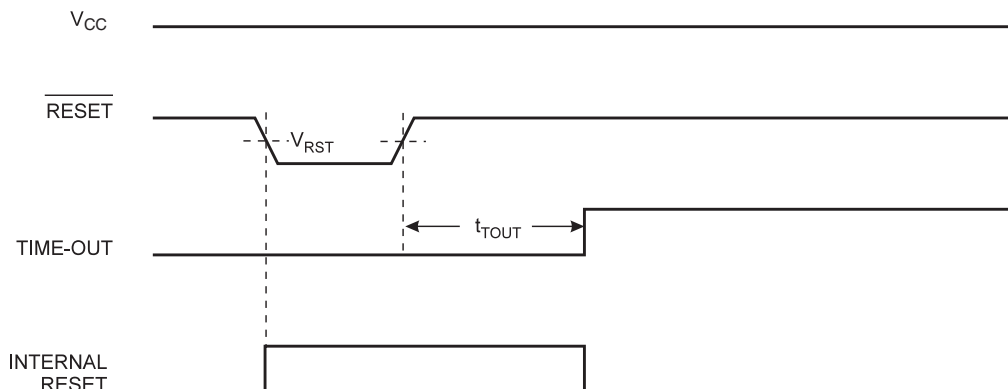 VCC
RESET
VRST
tTOUT
TIME-OUT
INTERNAL
RESET